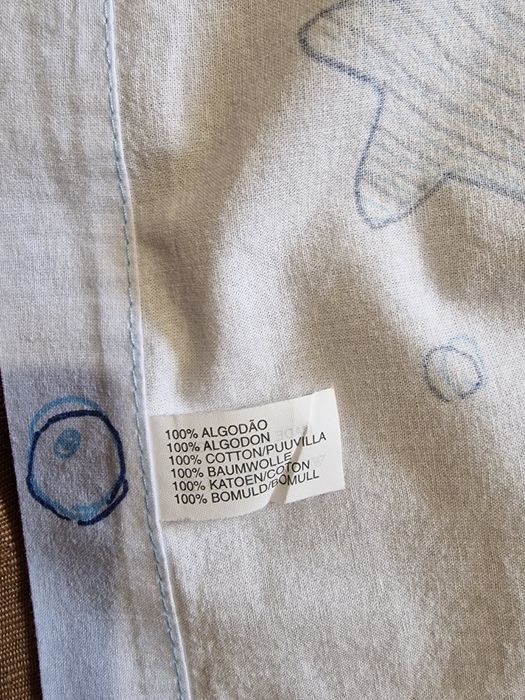 100% ALGODÃO
100% ALGODON
100% COTTON/PUUVILLA
100% BAUMWOLLE
100% KATOEN/COTON
100% BOMULD/BOMULL